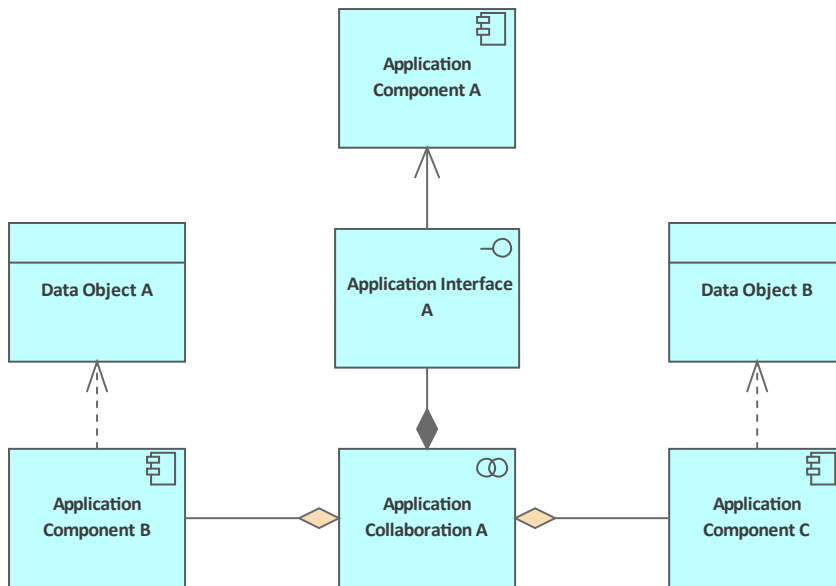 Application
Component A
Data Object A
Application Interface
A
Data Object B
Application
Component B
Application
Collaboration A
Application
Component C